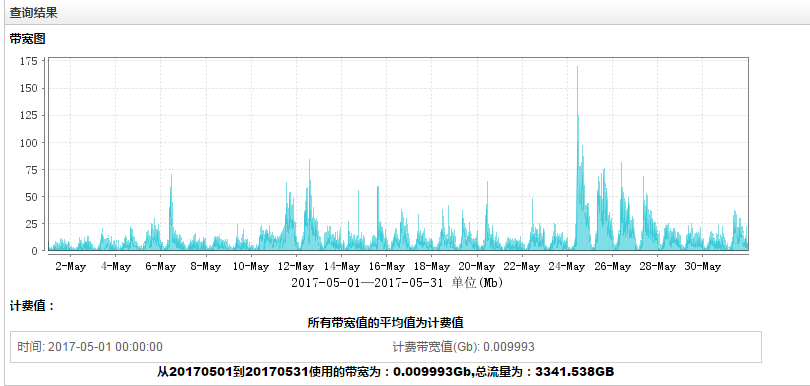 查询结果
带宽图
175
150
125
100
75
50
25
0
2-May 4-May 6-May 8-May 10-May 12-May 14-May 16-May 18-May 20-May 22-May 24-May 26-May 28-May 30-May
2017-05-01——2017-05-31 单位(Mb)
计费值：
所有带宽值的平均值为计费值
时间: 2017-05-01 00:00:00 计费带宽值(Gb): 0.009993
从20170501到20170531使用的带宽为：0.009993Gb,总流量为：3341.538GB